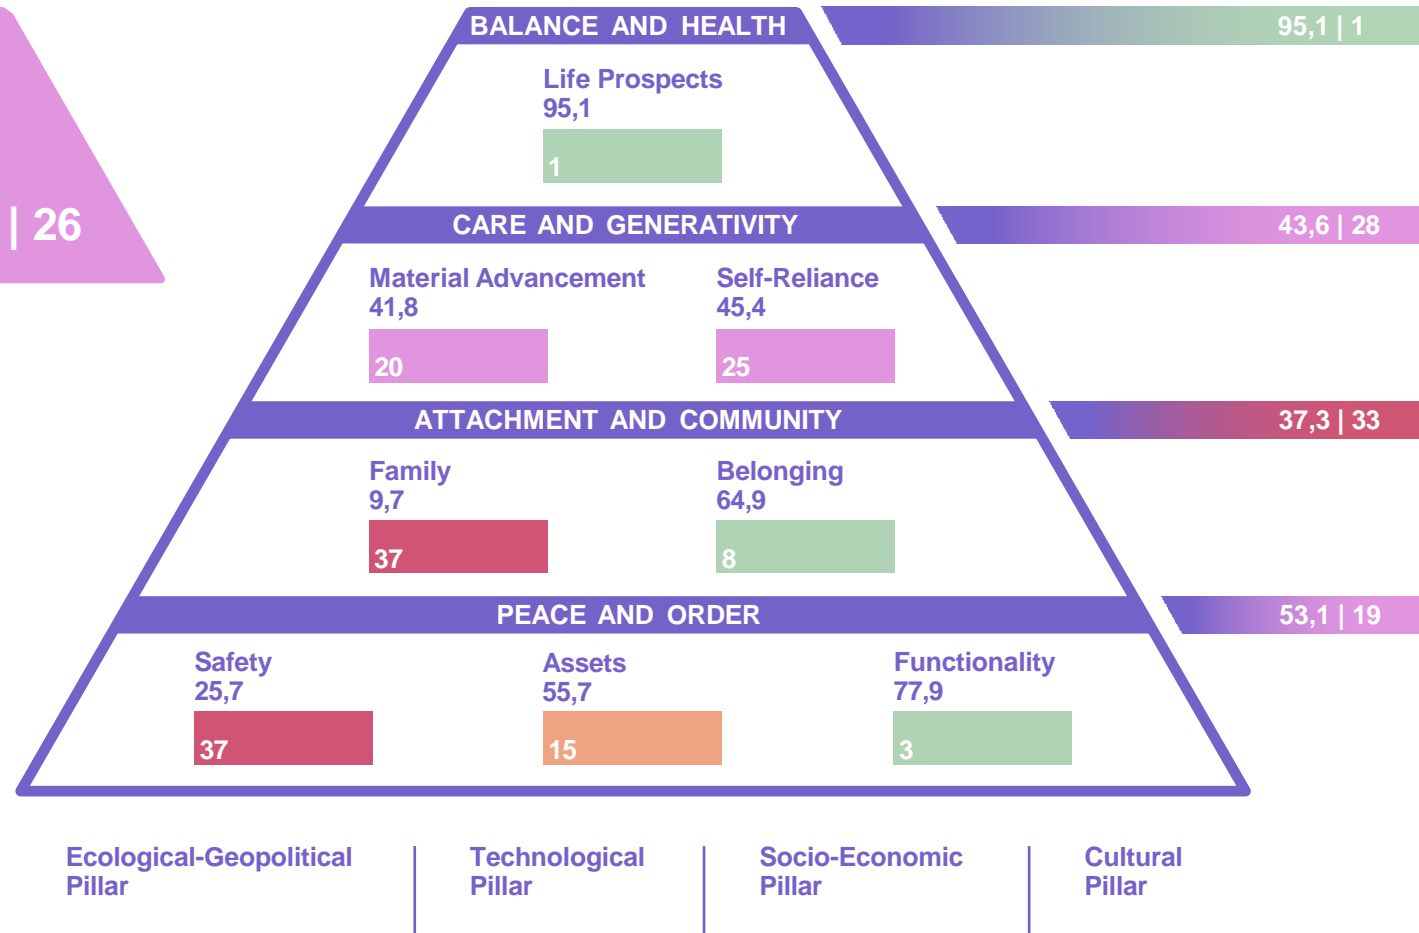 BALANCE AND HEALTH
95,1 | 1
Life Prospects
95,1
1
| 26
CARE AND GENERATIVITY
43,6 | 28
Material Advancement
41,8
20
Self-Reliance
45,4
25
ATTACHMENT AND COMMUNITY
37,3 | 33
Family
9,7
37
Belonging
64,9
8
PEACE AND ORDER
53,1 | 19
Safety
25,7
37
Assets
55,7
15
Functionality
77,9
3
Ecological-Geopolitical
Pillar
Technological
Pillar
Socio-Economic
Pillar
Cultural
Pillar